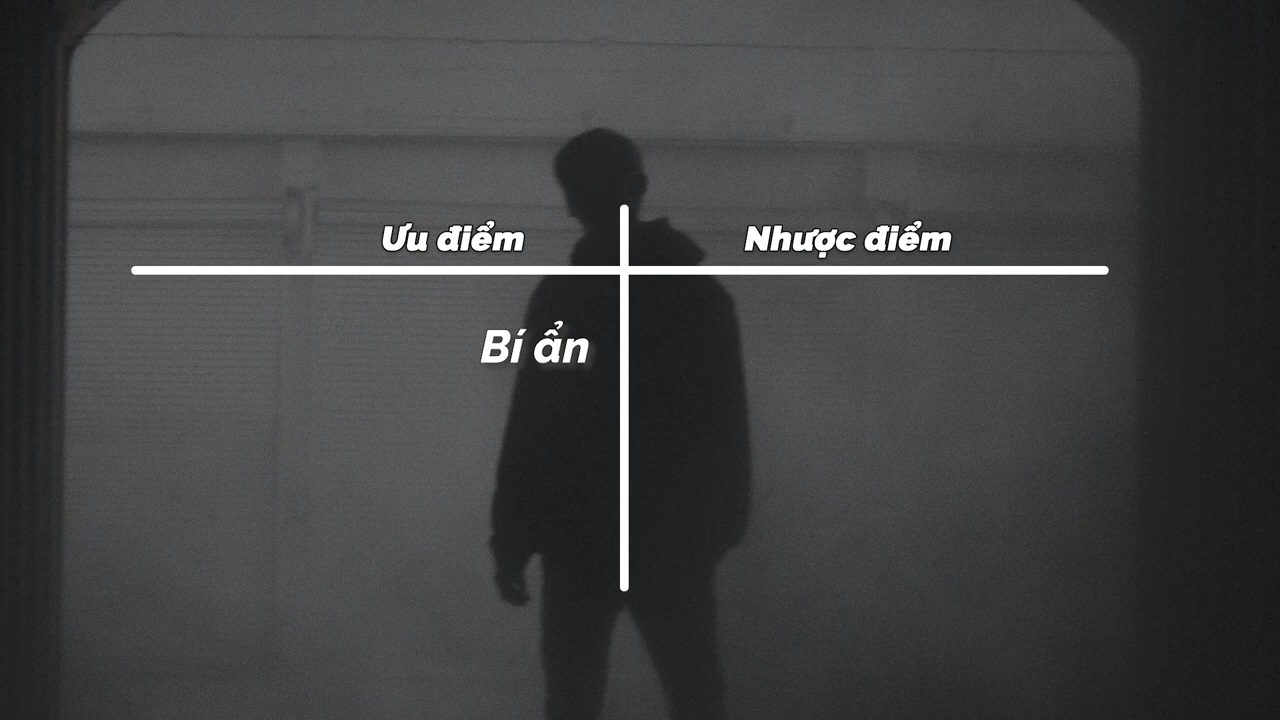 Ưu điểm
Nhược điểm
Bí ẩn